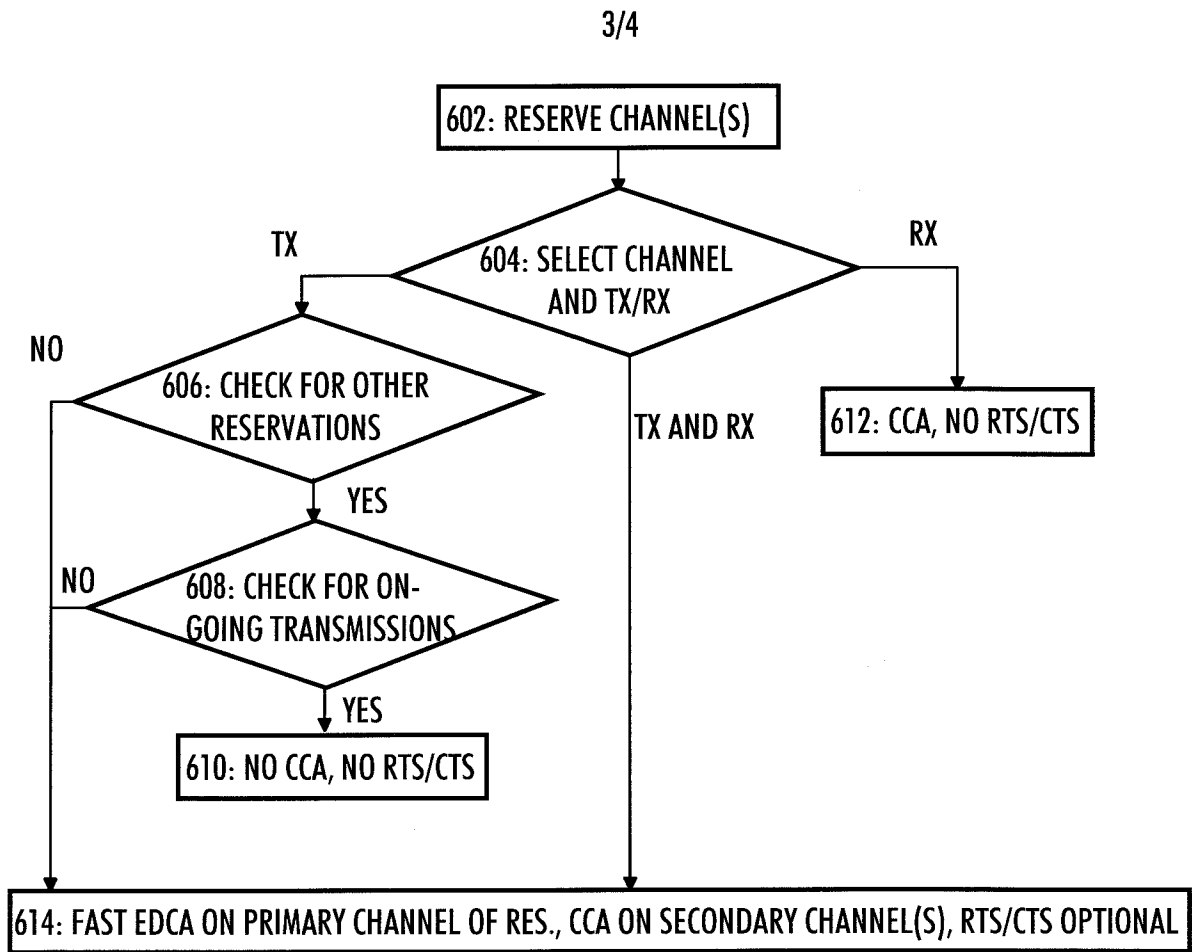 3/4
602: RESERVE CHANNEL(S)
TX
604: SELECT CHANNEL
AND TX/RX
RX
NO
606: CHECK FOR OTHER
RESERVATIONS
TX AND RX
612: CCA, NO RTS/CTS
YES
NO
608: CHECK FOR ON-
GOING TRANSMISSIONS
YES
610: NO CCA, NO RTS/CTS
614: FAST EDCA ON PRIMARY CHANNEL OF RES., CCA ON SECONDARY CHANNEL(S), RTS/CTS OPTIONAL